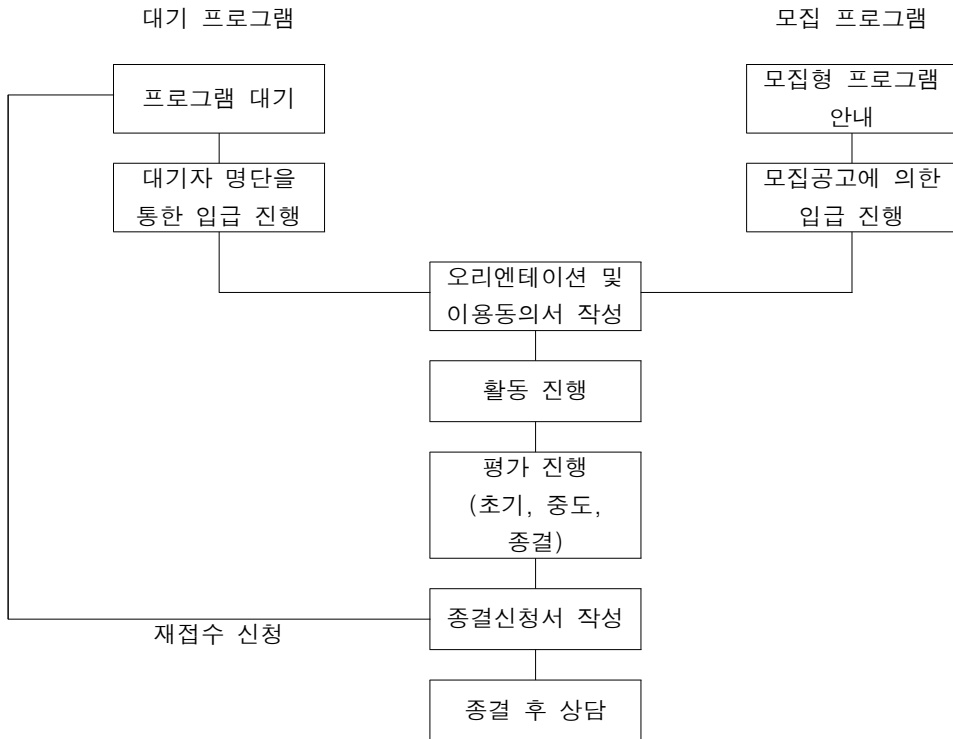 대기 프로그램
모집 프로그램
프로그램 대기
모집형 프로그램
안내
대기자 명단을
통한 입급 진행
모집공고에 의한
입급 진행
오리엔테이션 및
이용동의서 작성
활동 진행
평가 진행
(초기, 중도,
종결)
종결신청서 작성
재접수 신청
종결 후 상담